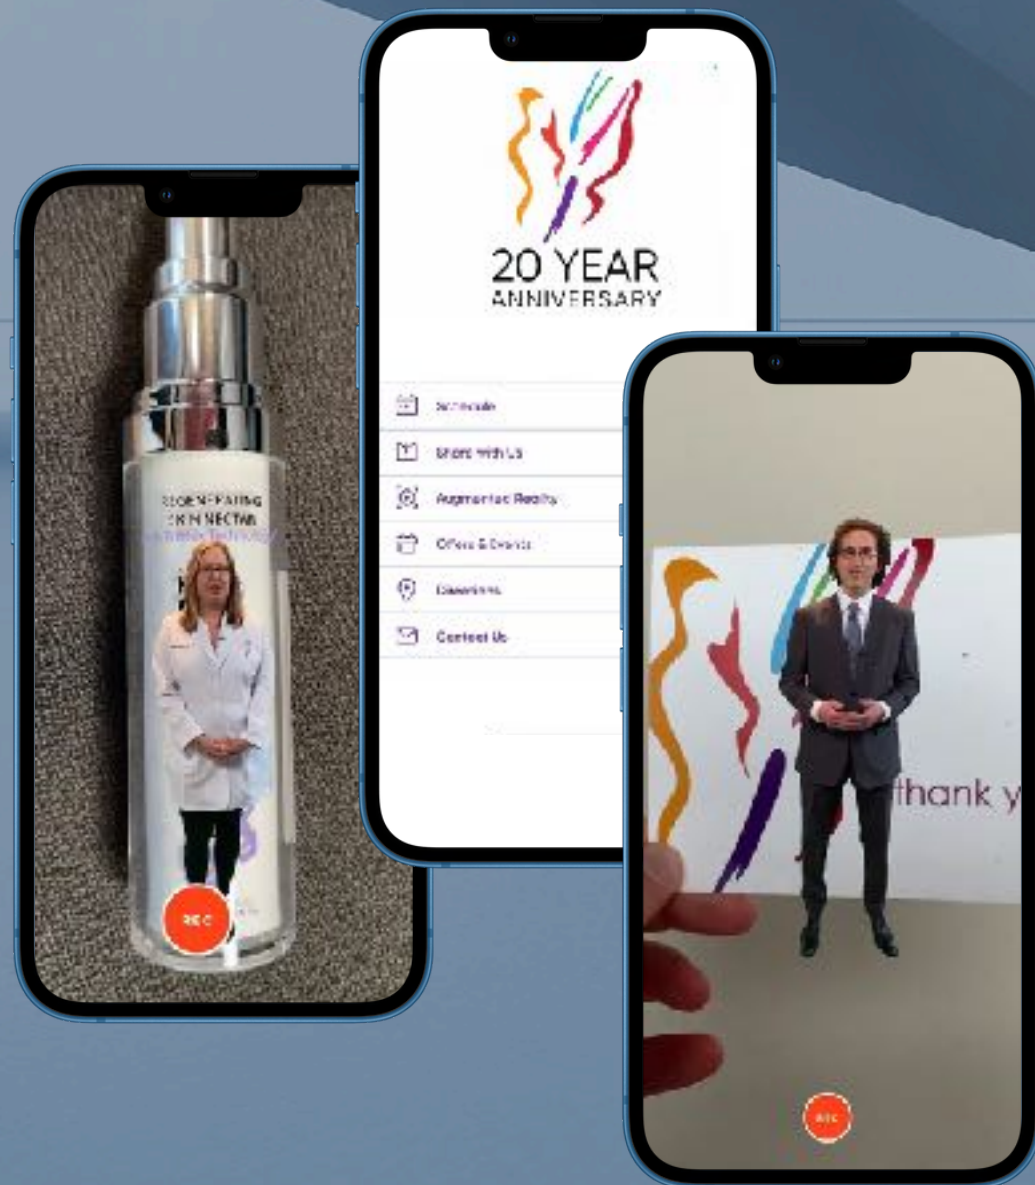 REGENERATING
SKIN NECTAR
REC
20 YEAR
ANNIVERSARY
Schedule
Share with Us
Augmented Reality
Offers & Events
Directions
Contact Us
thank y
REC